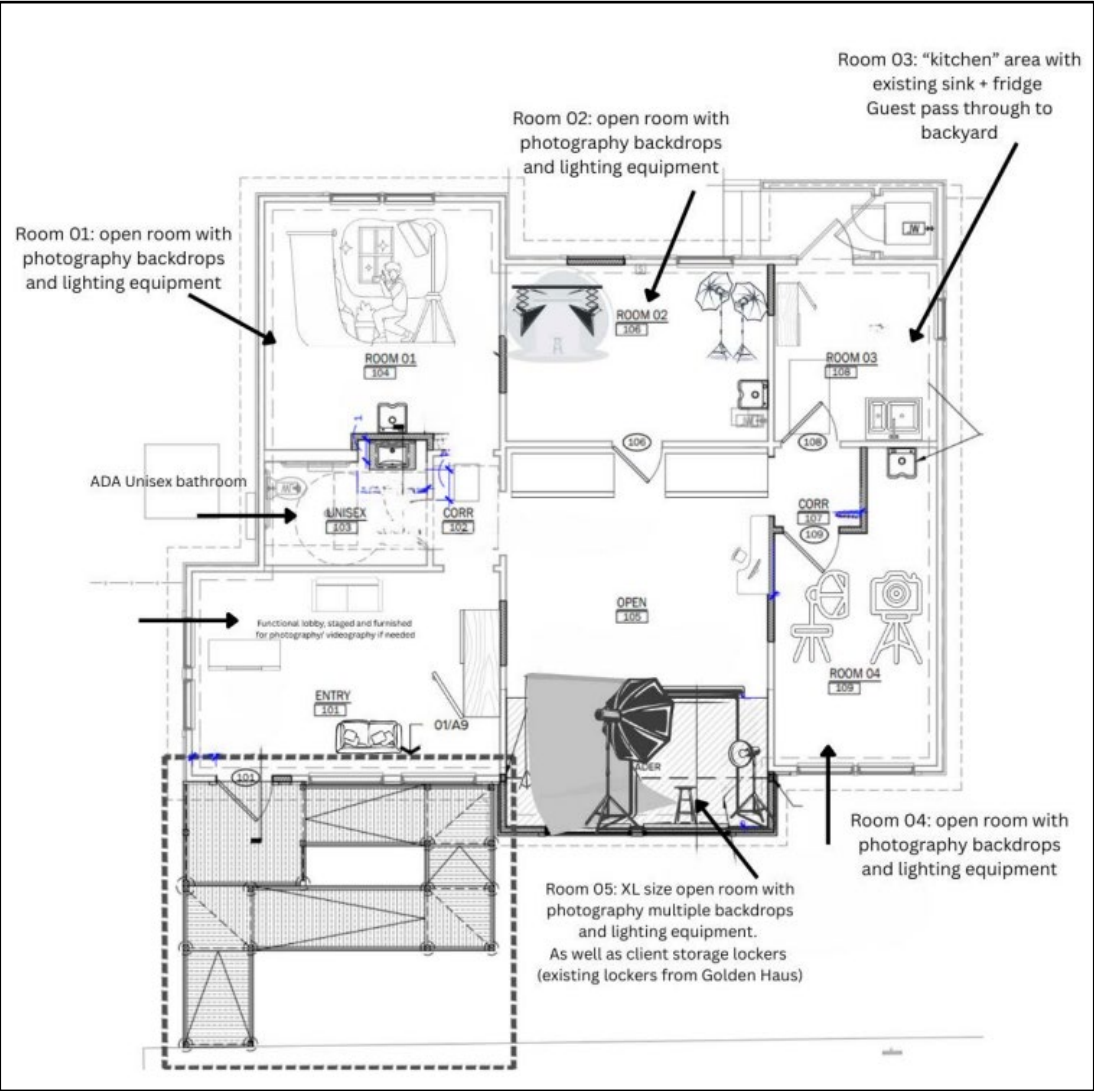 Room 03: “kitchen” area with
existing sink + fridge
Guest pass through to
backyard
Room 02: open room with
photography backdrops
and lighting equipment
Room 01: open room with
photography backdrops
and lighting equipment
ROOM 02
106
ROOM 01
104
ROOM 03
108
106
108
ADA Unisex bathroom
UNISEX
103
CORR
102
CORR
107
109
OPEN
105
Functional lobby, staged and furnished
for photography/ videography if needed
ROOM 04
109
ENTRY
101
01/A9
101
Room 04: open room with
photography backdrops
and lighting equipment
Room 05: XL size open room with
photography multiple backdrops
and lighting equipment.
As well as client storage lockers
(existing lockers from Golden Haus)